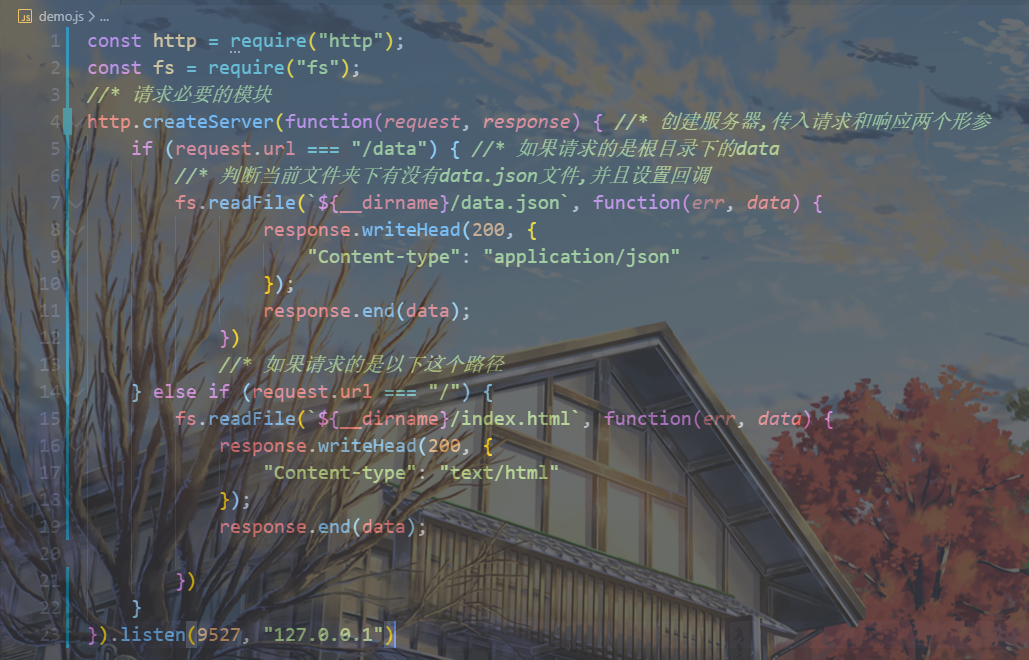 JS demo.js > ...
1 const http = require("http");
2 const fs = require("fs");
3 //* 请求必要的模块
4 http.createServer(function(request, response) { //* 创建服务器,传入请求和响应两个形参
5 if (request.url === "/data") { //* 如果请求的是根目录下的data
6 //* 判断当前文件夹下有没有data.json文件,并且设置回调
7 fs.readFile(`${__dirname}/data.json`, function(err, data) {
8 response.writeHead(200, {
9 "Content-type": "application/json"
10 });
11 response.end(data);
12 })
13 //* 如果请求的是以下这个路径
14 } else if (request.url === "/") {
15 fs.readFile(`${__dirname}/index.html`, function(err, data) {
16 response.writeHead(200, {
17 "Content-type": "text/html"
18 });
19 response.end(data);
20
21 })
22 }
23 }).listen(9527, "127.0.0.1")